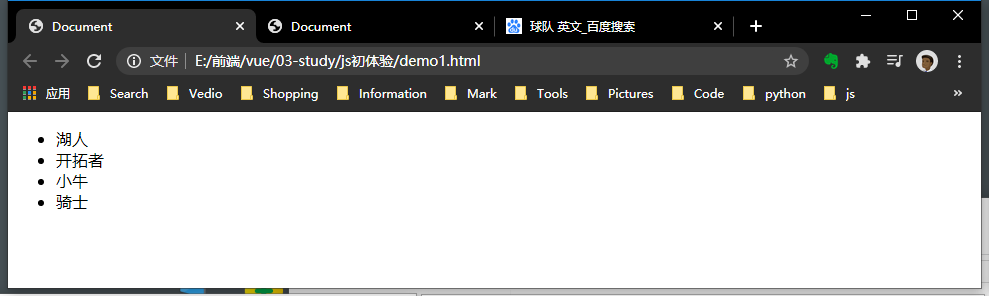 Document Document 球队 英文_百度搜索
文件 E:/前端/vue/03-study/js初体验/demo1.html
应用 Search Vedio Shopping Information Mark Tools Pictures Code python js »
• 湖人
• 开拓者
• 小牛
• 骑士